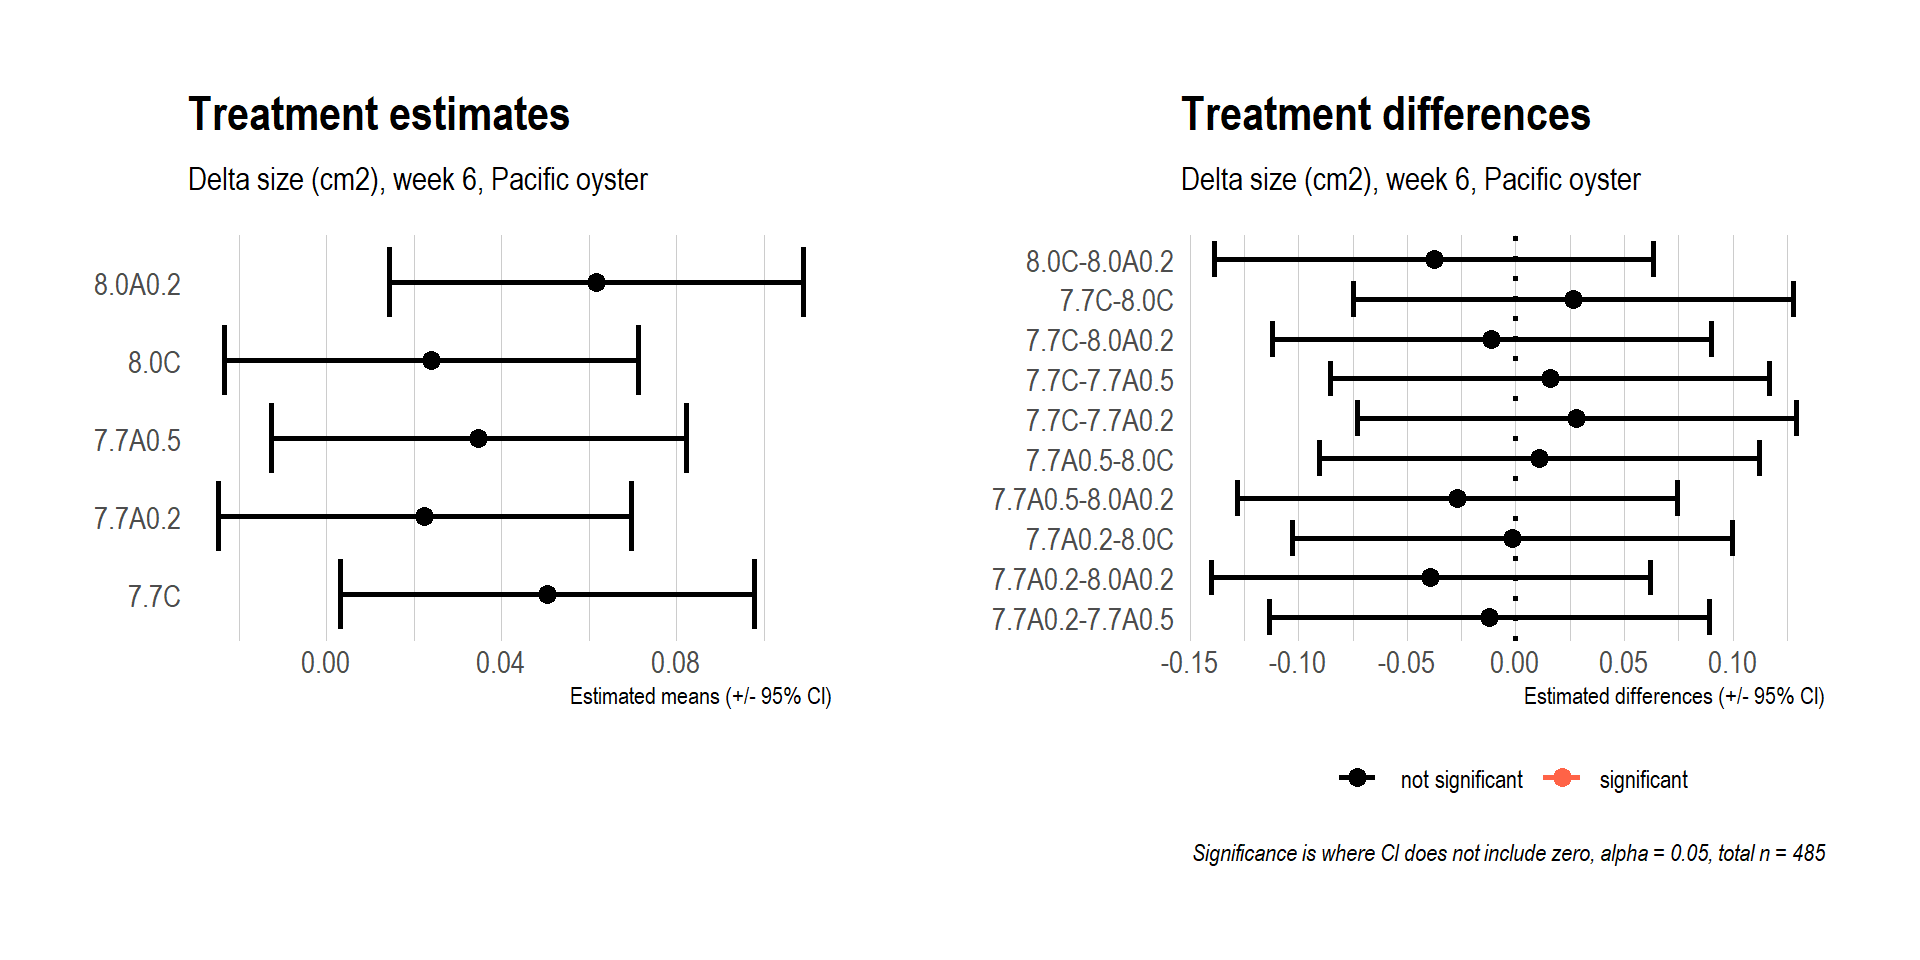 Treatment estimates
Delta size (cm2), week 6, Pacific oyster
8.0A0.2
8.0C
7.7A0.5
7.7A0.2
7.7C
0.00 0.04 0.08
Estimated means (+/- 95% CI)
Treatment differences
Delta size (cm2), week 6, Pacific oyster
8.0C-8.0A0.2
7.7C-8.0C
7.7C-8.0A0.2
7.7C-7.7A0.5
7.7C-7.7A0.2
7.7A0.5-8.0C
7.7A0.5-8.0A0.2
7.7A0.2-8.0C
7.7A0.2-8.0A0.2
7.7A0.2-7.7A0.5
-0.15 -0.10 -0.05 0.00 0.05 0.10
Estimated differences (+/- 95% CI)
not significant significant
Significance is where CI does not include zero, alpha = 0.05, total n = 485